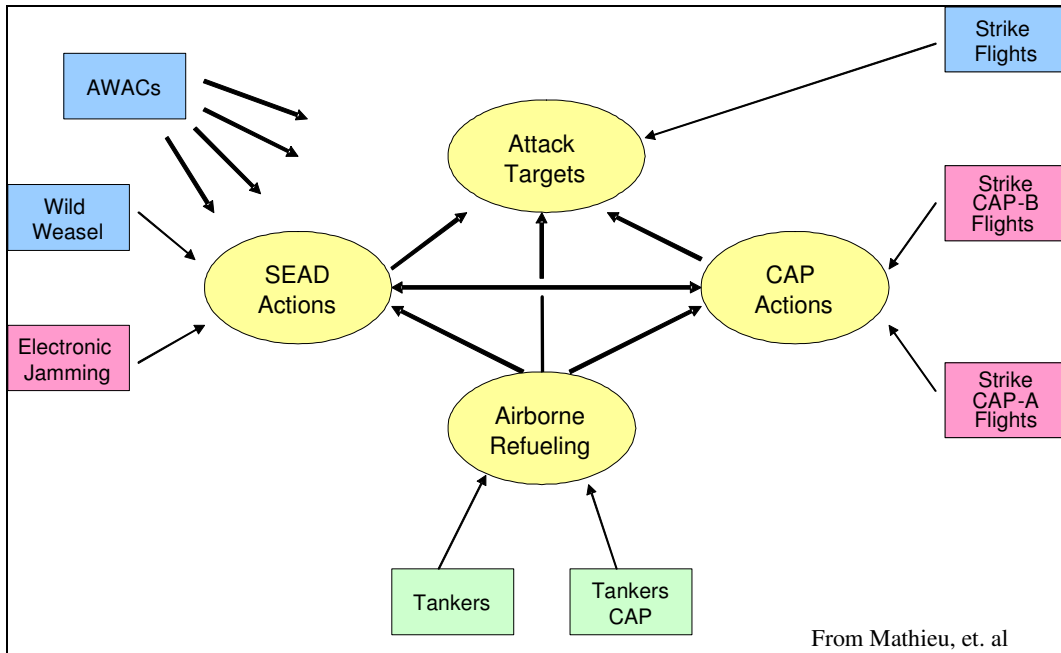 Strike
Flights
AWACs
Attack
Targets
Strike
CAP-B
Flights
Wild
Weasel
SEAD
Actions
CAP
Actions
Electronic
Jamming
Strike
CAP-A
Flights
Airborne
Refueling
Tankers
Tankers
CAP
From Mathieu, et. al